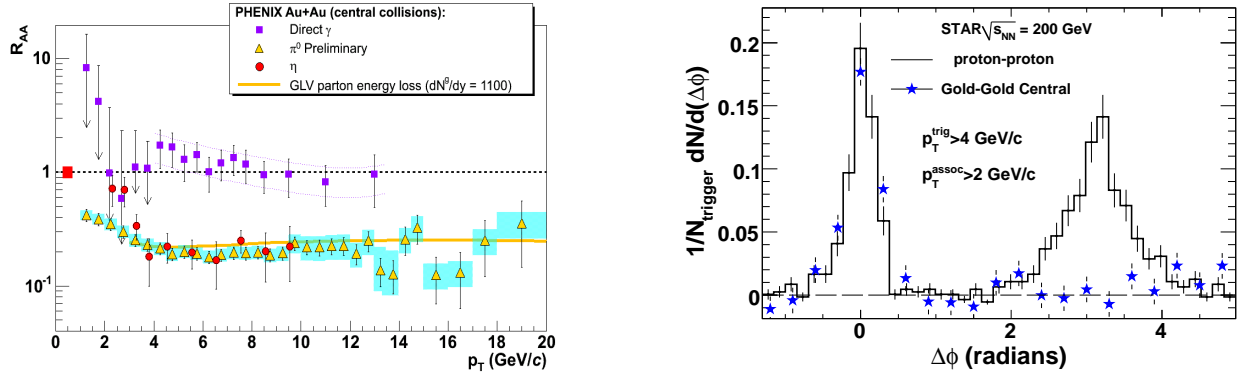 PHENIX Au+Au (central collisions):
Direct γ
π⁰ Preliminary
η
GLV parton energy loss (dNᵍ/dy = 1100)
R_AA
10
1
10⁻¹
0 2 4 6 8 10 12 14 16 18 20
p_T (GeV/c)
STAR √s_NN = 200 GeV
proton-proton
Gold-Gold Central
p_T^trig>4 GeV/c
p_T^assoc>2 GeV/c
1/N_trigger dN/d(Δϕ)
0.2
0.15
0.1
0.05
0
0 2 4
Δϕ (radians)